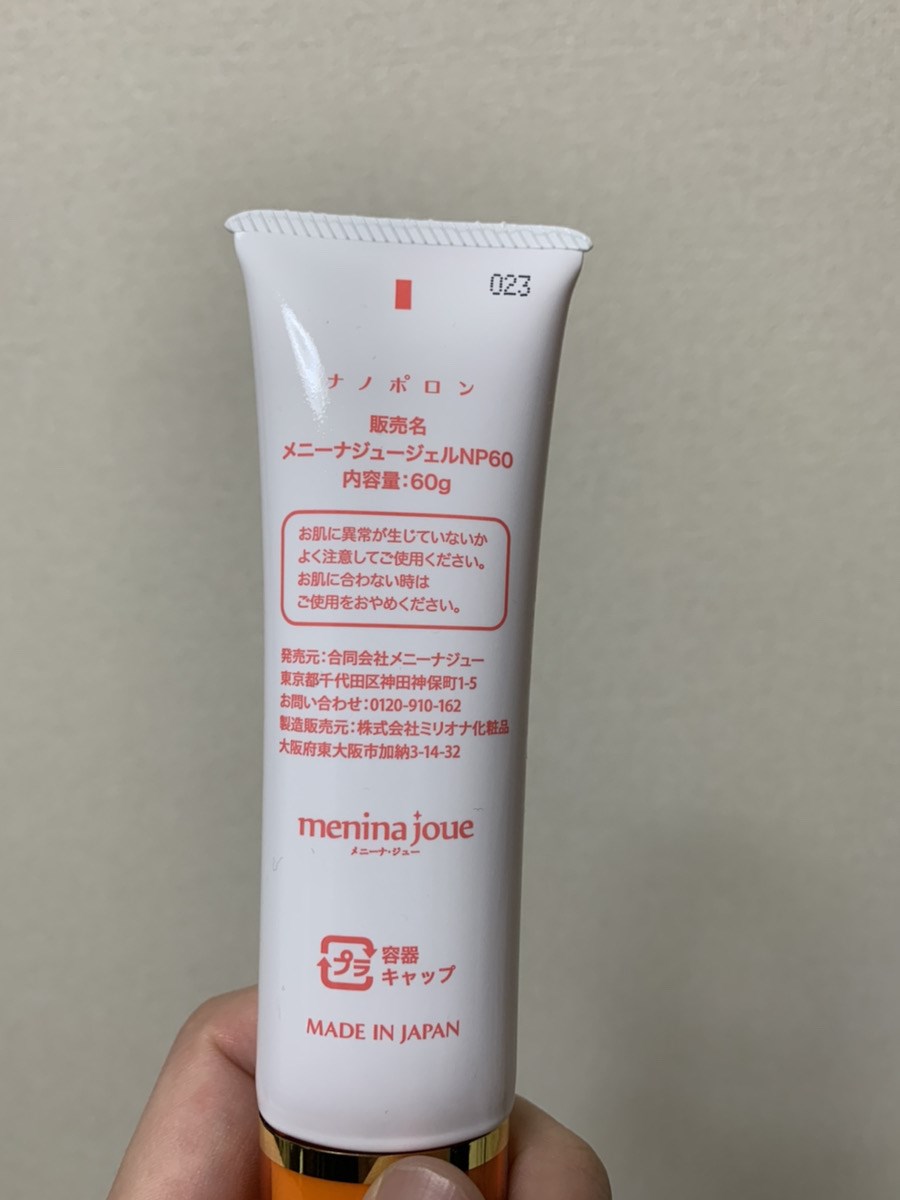 023
ナノポロン
販売名
メニーナジュージェルNP60
内容量:60g
お肌に異常が生じていないか
よく注意してご使用ください。
お肌に合わない時は
ご使用をおやめください。
発売元:合同会社メニーナジュー
東京都千代田区神田神保町1-5
お問い合わせ:0120-910-162
製造販売元:株式会社ミリオナ化粧品
大阪府東大阪市加納3-14-32
menina joue
メニーナ・ジュー
プラ 容器
キャップ
MADE IN JAPAN